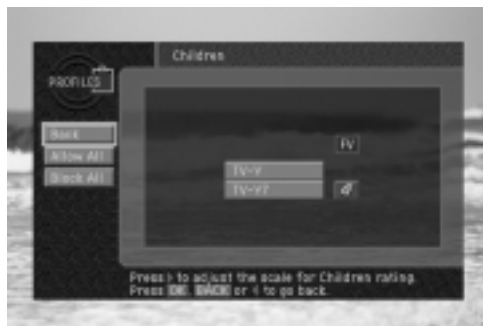 Children
PROFILES
Back
Allow All
Block All
FV
TV-Y
TV-Y7
Press › to adjust the scale for Children rating.
Press OK, BACK or ‹ to go back.